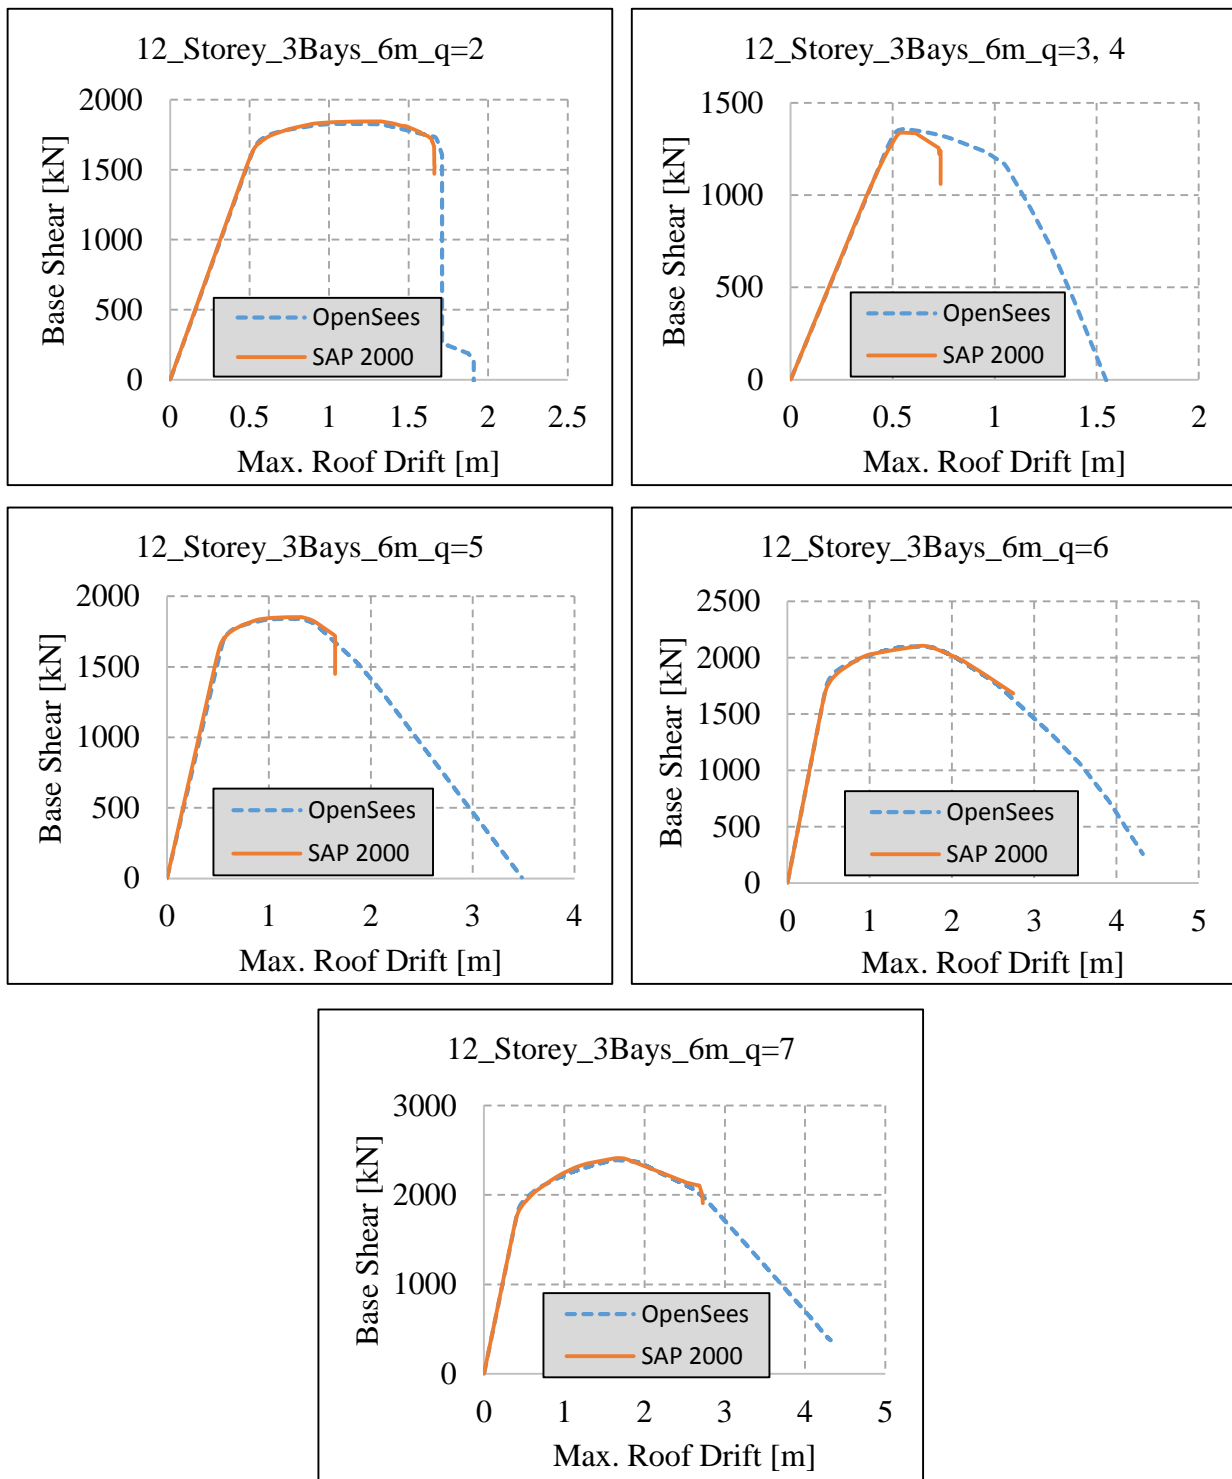 12_Storey_3Bays_6m_q=2
Base Shear [kN]
2000
1500
1000
500
0
OpenSees
SAP 2000
0 0.5 1 1.5 2 2.5
Max. Roof Drift [m]
12_Storey_3Bays_6m_q=3, 4
Base Shear [kN]
1500
1000
500
0
OpenSees
SAP 2000
0 0.5 1 1.5 2
Max. Roof Drift [m]
12_Storey_3Bays_6m_q=5
Base Shear [kN]
2000
1500
1000
500
0
OpenSees
SAP 2000
0 1 2 3 4
Max. Roof Drift [m]
12_Storey_3Bays_6m_q=6
Base Shear [kN]
2500
2000
1500
1000
500
0
OpenSees
SAP 2000
0 1 2 3 4 5
Max. Roof Drift [m]
12_Storey_3Bays_6m_q=7
Base Shear [kN]
3000
2000
1000
0
OpenSees
SAP 2000
0 1 2 3 4 5
Max. Roof Drift [m]